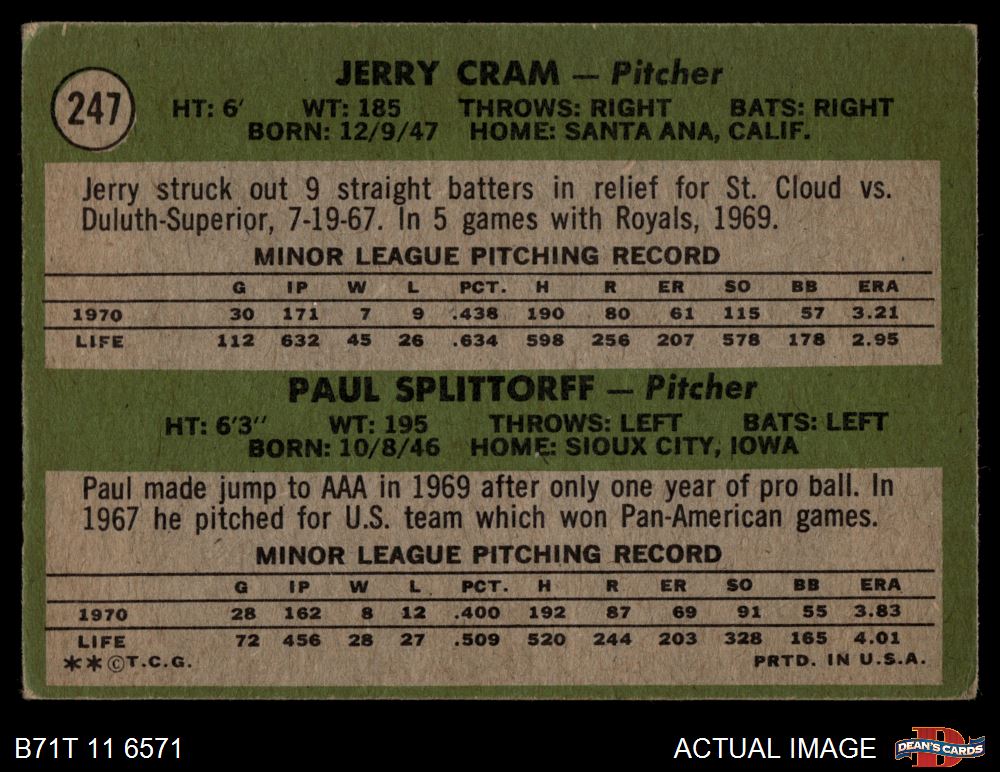 247
JERRY CRAM — Pitcher
HT: 6' WT: 185 THROWS: RIGHT BATS: RIGHT
BORN: 12/9/47 HOME: SANTA ANA, CALIF.
Jerry struck out 9 straight batters in relief for St. Cloud vs.
Duluth-Superior, 7-19-67. In 5 games with Royals, 1969.
MINOR LEAGUE PITCHING RECORD
G IP W L PCT. H R ER SO BB ERA
1970 30 171 7 9 .438 190 80 61 115 57 3.21
LIFE 112 632 45 26 .634 598 256 207 578 178 2.95
PAUL SPLITTORFF — Pitcher
HT: 6'3" WT: 195 THROWS: LEFT BATS: LEFT
BORN: 10/8/46 HOME: SIOUX CITY, IOWA
Paul made jump to AAA in 1969 after only one year of pro ball. In
1967 he pitched for U.S. team which won Pan-American games.
MINOR LEAGUE PITCHING RECORD
G IP W L PCT. H R ER SO BB ERA
1970 28 162 8 12 .400 192 87 69 91 55 3.83
LIFE 72 456 28 27 .509 520 244 203 328 165 4.01
**©T.C.G. PRTD. IN U.S.A.
B71T 11 6571 ACTUAL IMAGE D DEAN'S CARDS